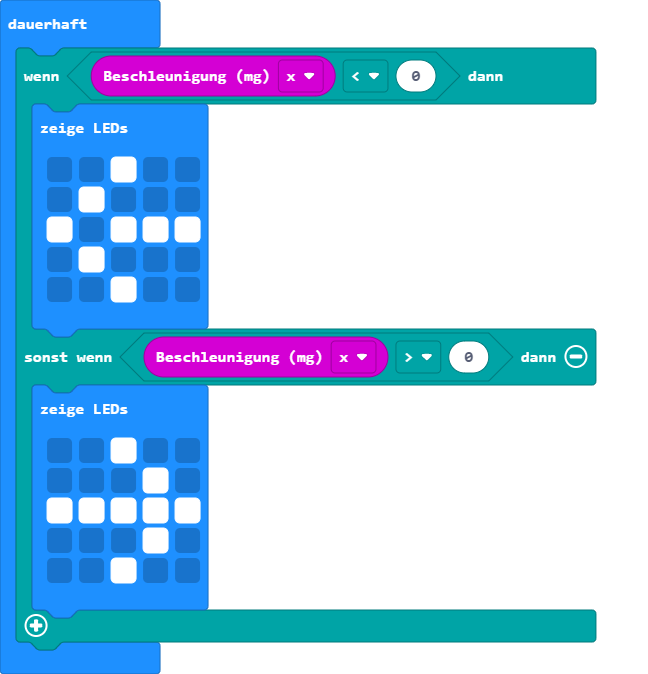 dauerhaft
wenn Beschleunigung (mg) x < 0 dann
zeige LEDs
sonst wenn Beschleunigung (mg) x > 0 dann
zeige LEDs